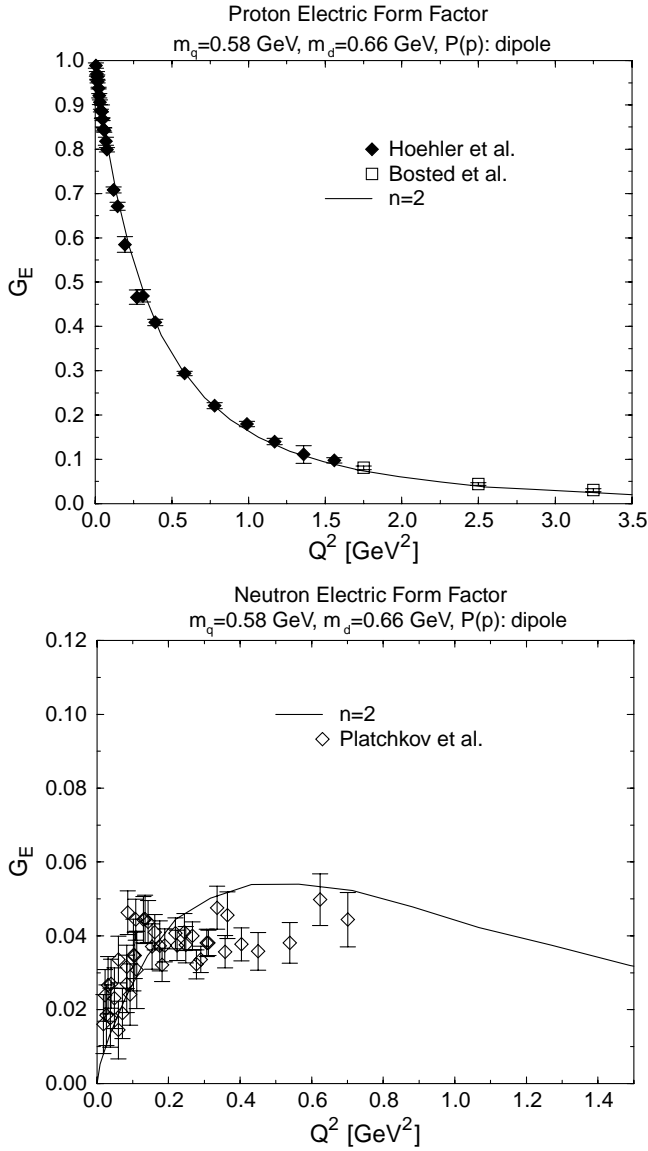 Proton Electric Form Factor
m_q=0.58 GeV, m_d=0.66 GeV, P(p): dipole
1.0
0.9
0.8
0.7
0.6
0.5
0.4
0.3
0.2
0.1
0.0
G_E
Hoehler et al.
Bosted et al.
n=2
0.0 0.5 1.0 1.5 2.0 2.5 3.0 3.5
Q^2 [GeV^2]
Neutron Electric Form Factor
m_q=0.58 GeV, m_d=0.66 GeV, P(p): dipole
0.12
0.10
0.08
0.06
0.04
0.02
0.00
G_E
n=2
Platchkov et al.
0.0 0.2 0.4 0.6 0.8 1.0 1.2 1.4
Q^2 [GeV^2]